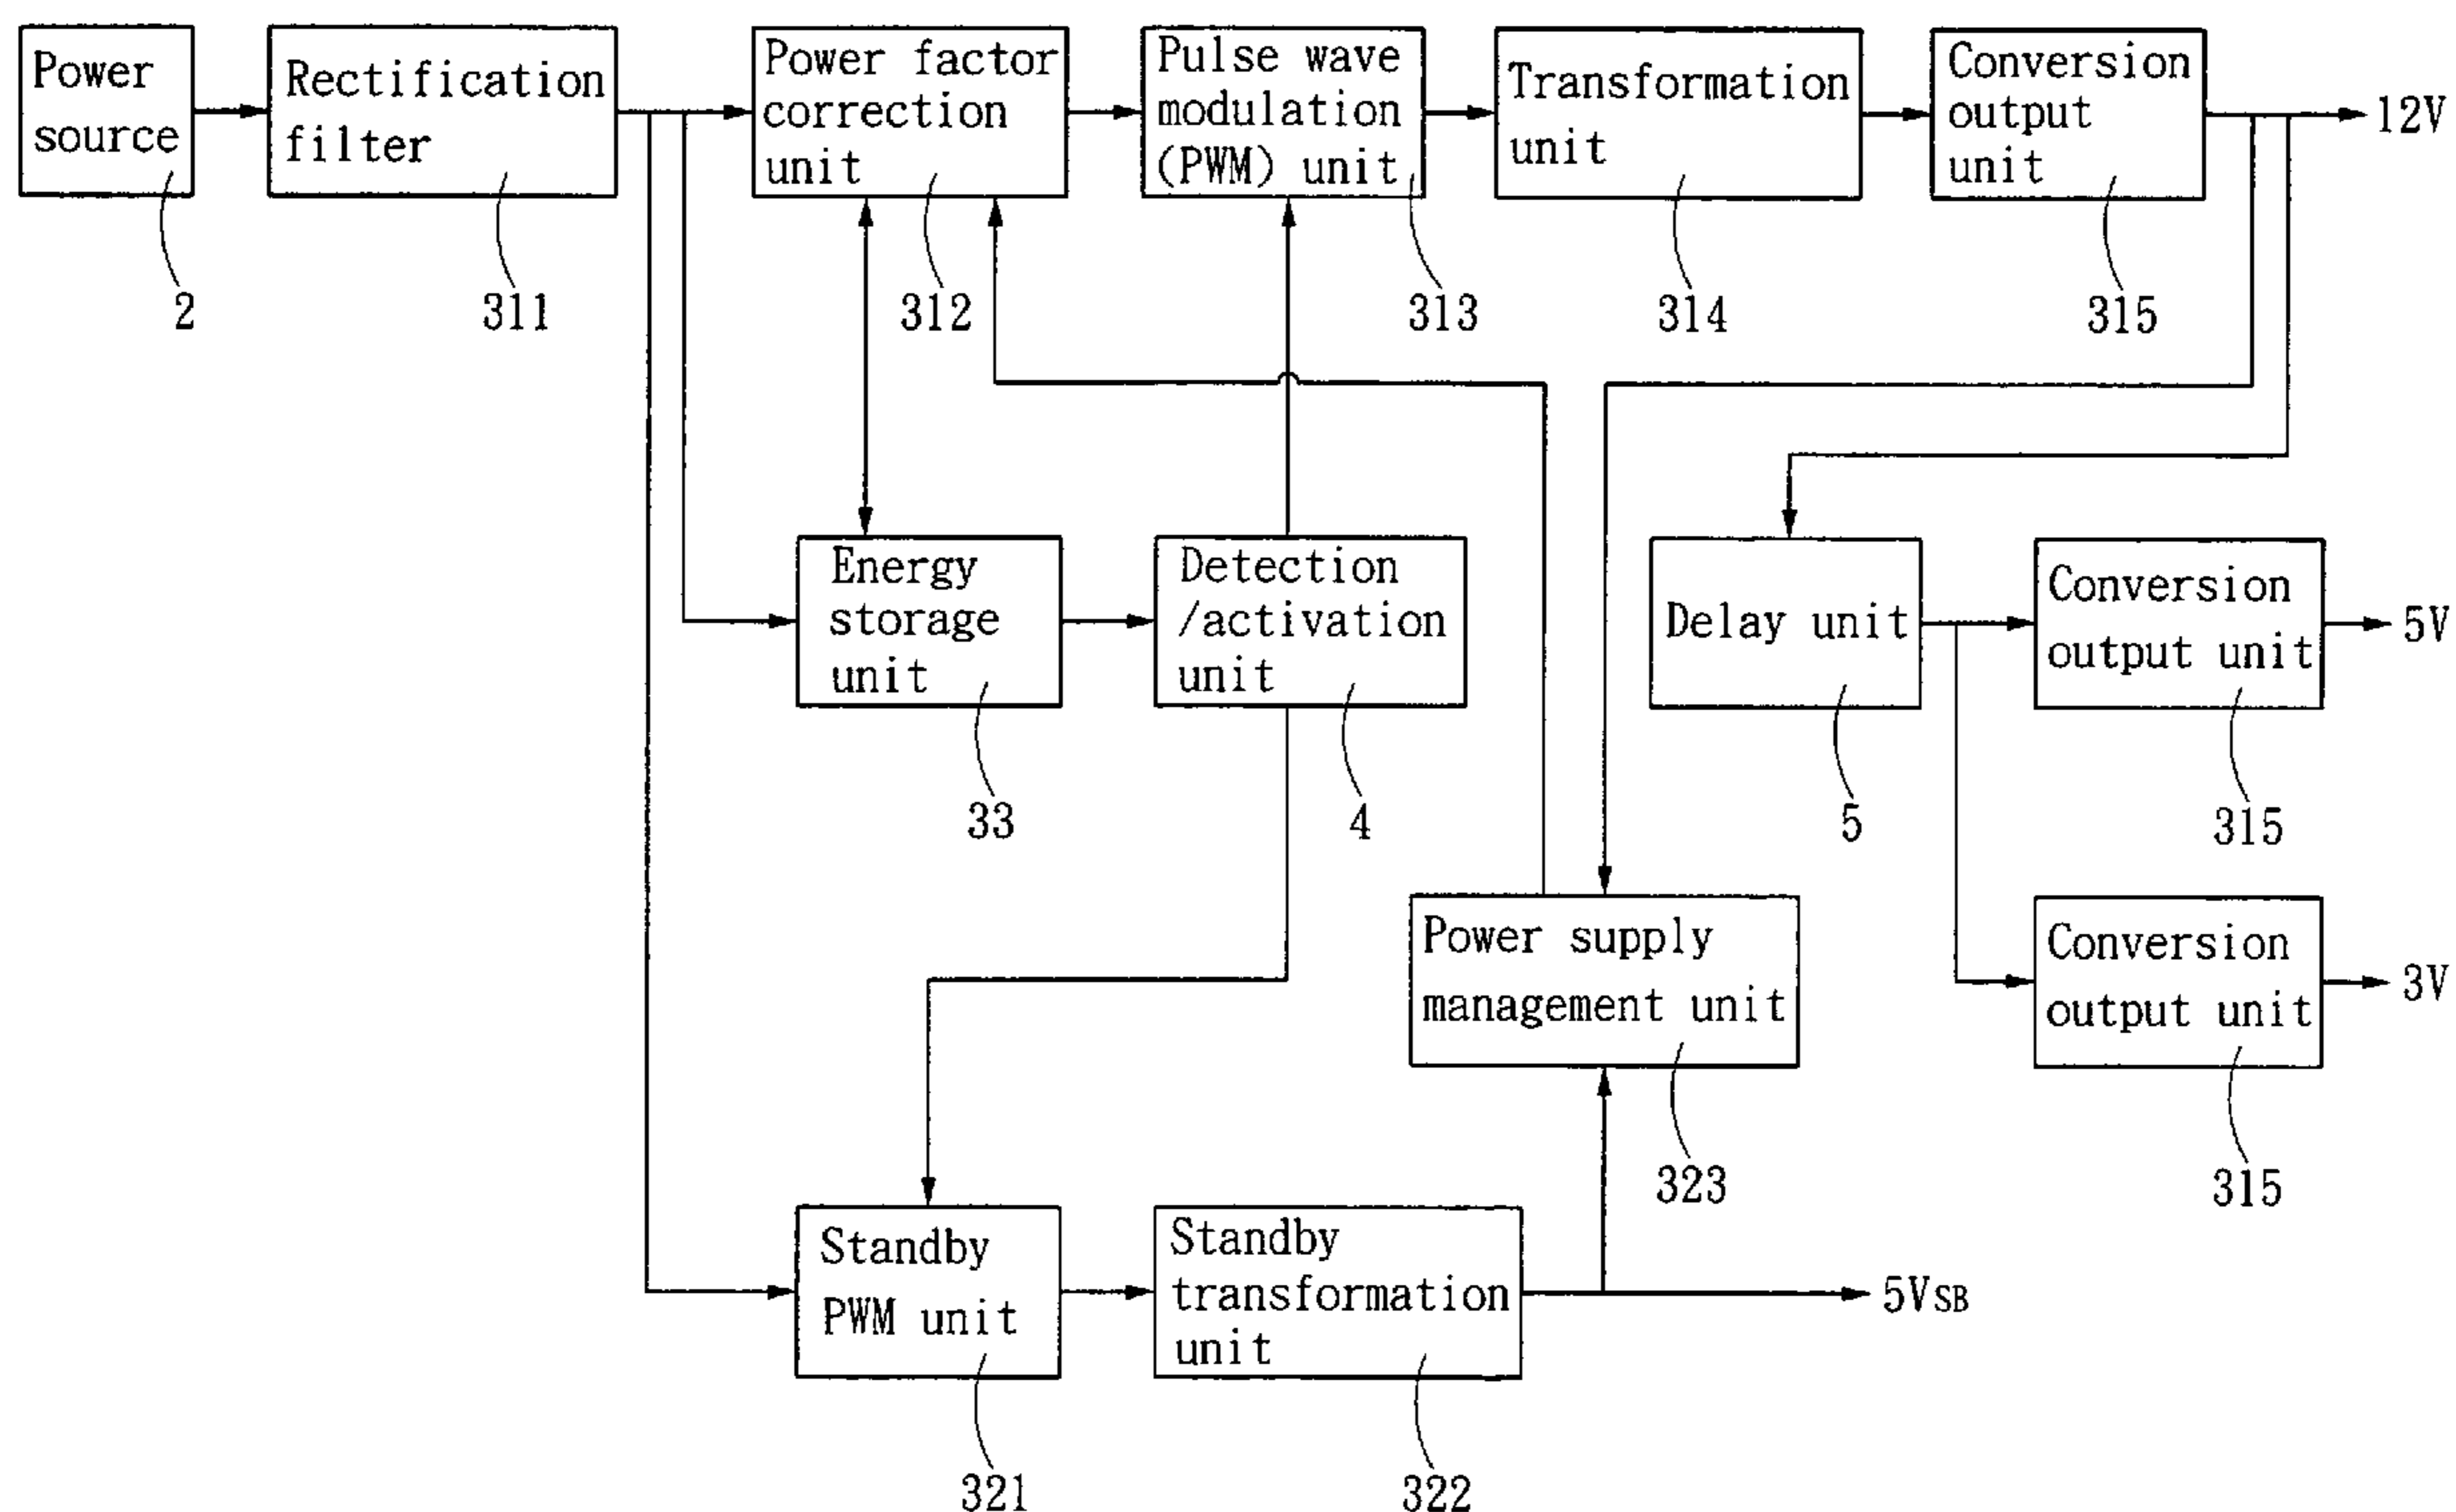 Power
source
Rectification
filter
Power factor
correction
unit
Pulse wave
modulation
(PWM) unit
Transformation
unit
Conversion
output
unit
12V
2
311
312
313
314
315
Energy
storage
unit
Detection
/activation
unit
Delay unit
Conversion
output unit
5V
33
4
5
315
Power supply
management unit
Conversion
output unit
3V
323
315
Standby
PWM unit
Standby
transformation
unit
5VSB
321
322